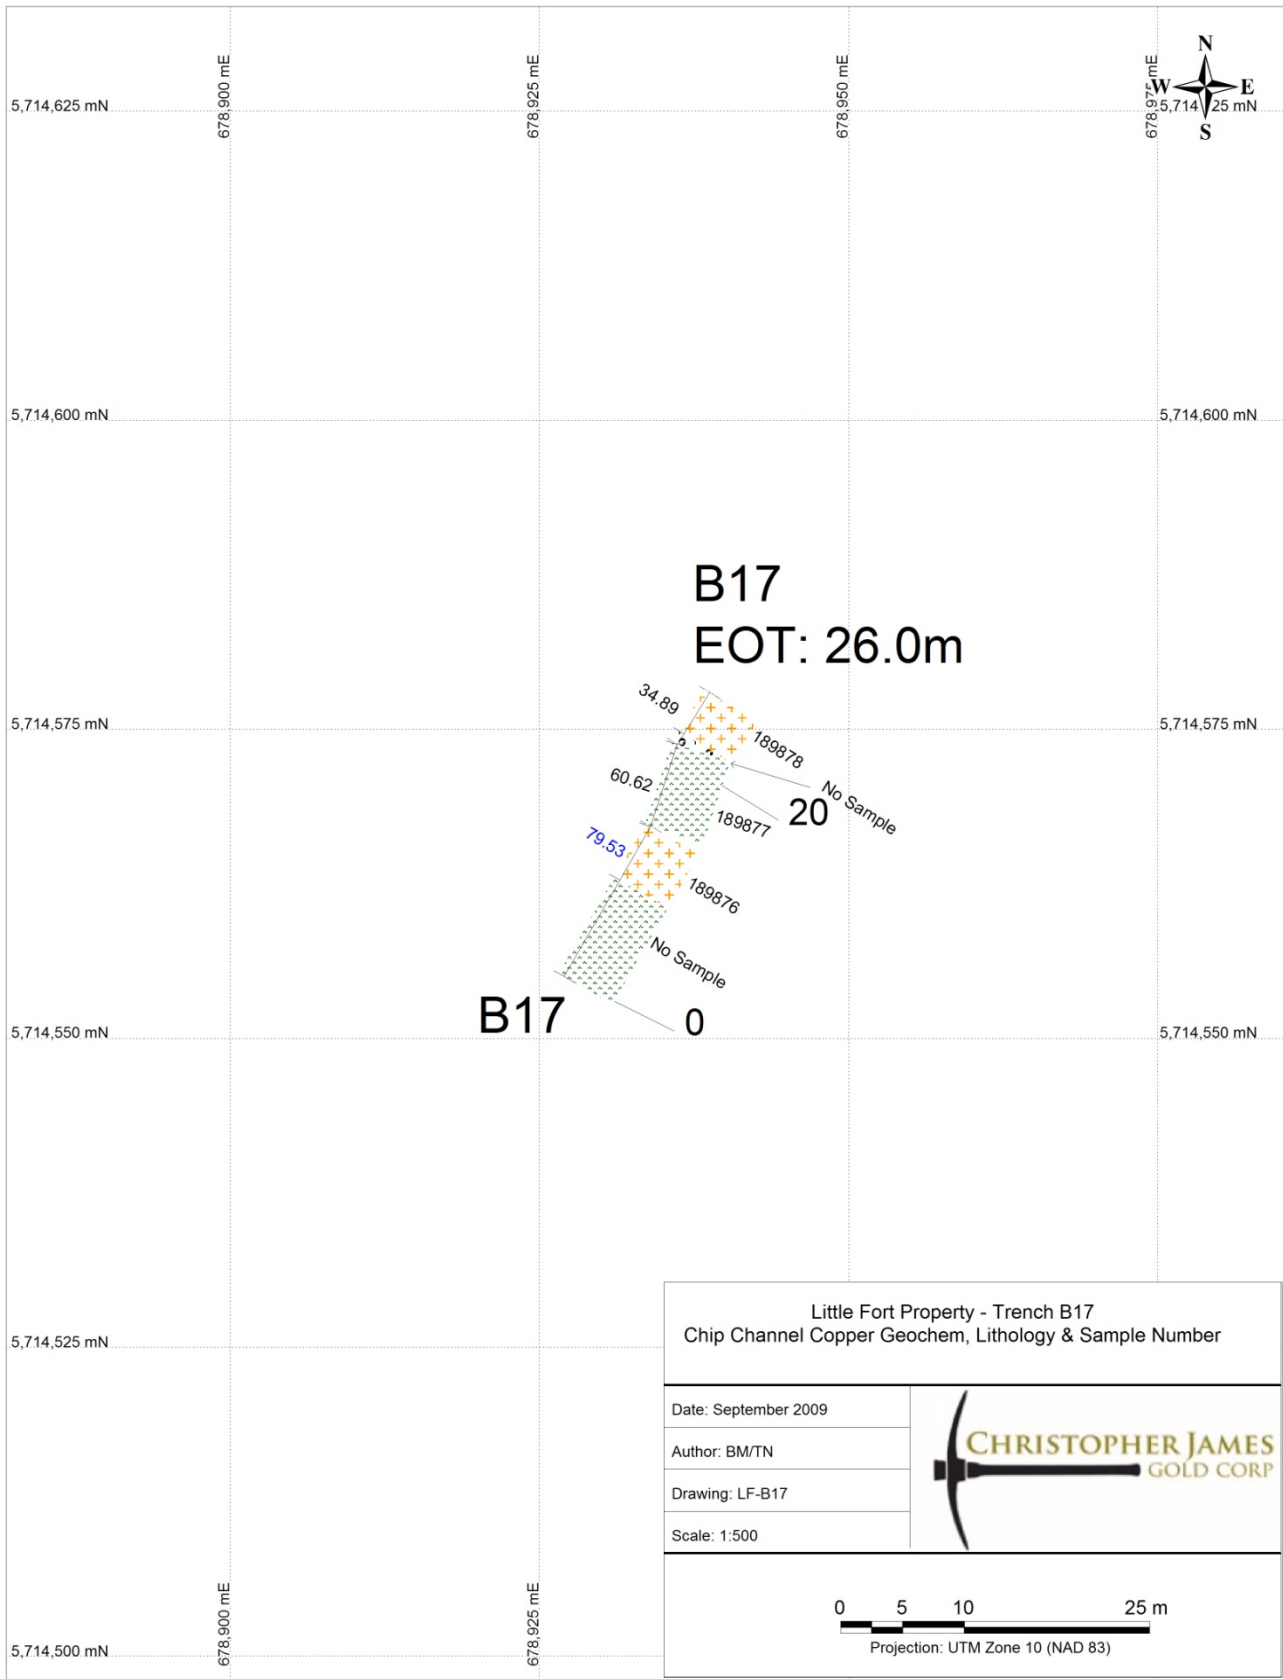 N
W E
S
678,900 mE
678,925 mE
678,950 mE
678,975 mE
5,714,625 mN
5,714,600 mN
5,714,600 mN
B17
EOT: 26.0m
34.89
5,714,575 mN
189878
5,714,575 mN
60.62
No Sample
20
189877
79.53
189876
No Sample
B17
0
5,714,550 mN
5,714,550 mN
5,714,525 mN
Little Fort Property - Trench B17
Chip Channel Copper Geochem, Lithology & Sample Number
Date: September 2009
Author: BM/TN
Drawing: LF-B17
Scale: 1:500
CHRISTOPHER JAMES
GOLD CORP
678,900 mE
678,925 mE
0 5 10 25 m
Projection: UTM Zone 10 (NAD 83)
5,714,500 mN